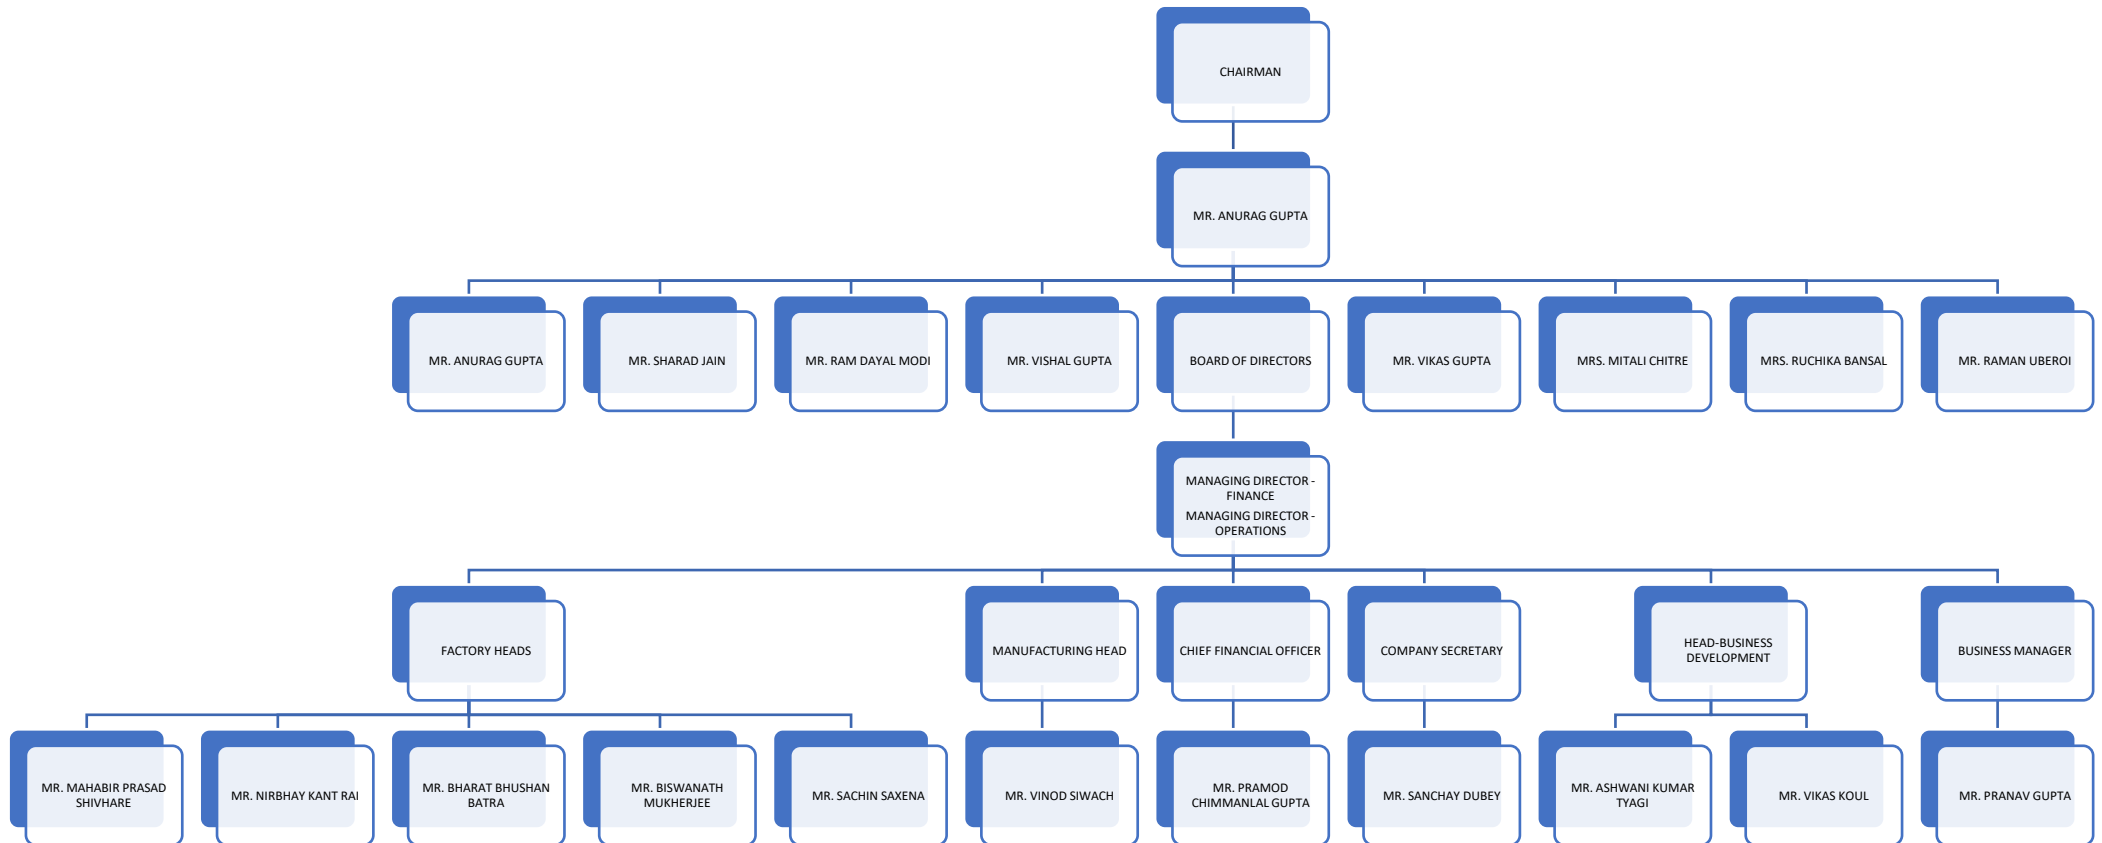 CHAIRMAN
MR. ANURAG GUPTA
MR. ANURAG GUPTA
MR. SHARAD JAIN
MR. RAM DAYAL MODI
MR. VISHAL GUPTA
BOARD OF DIRECTORS
MR. VIKAS GUPTA
MRS. MITALI CHITRE
MRS. RUCHIKA BANSAL
MR. RAMAN UBEROI
MANAGING DIRECTOR -
FINANCE
MANAGING DIRECTOR -
OPERATIONS
FACTORY HEADS
MANUFACTURING HEAD
CHIEF FINANCIAL OFFICER
COMPANY SECRETARY
HEAD-BUSINESS
DEVELOPMENT
BUSINESS MANAGER
MR. MAHABIR PRASAD
SHIVHARE
MR. NIRBHAY KANT RAI
MR. BHARAT BHUSHAN
BATRA
MR. BISWANATH
MUKHERJEE
MR. SACHIN SAXENA
MR. VINOD SIWACH
MR. PRAMOD
CHIMMANLAL GUPTA
MR. SANCHAY DUBEY
MR. ASHWANI KUMAR
TYAGI
MR. VIKAS KOUL
MR. PRANAV GUPTA